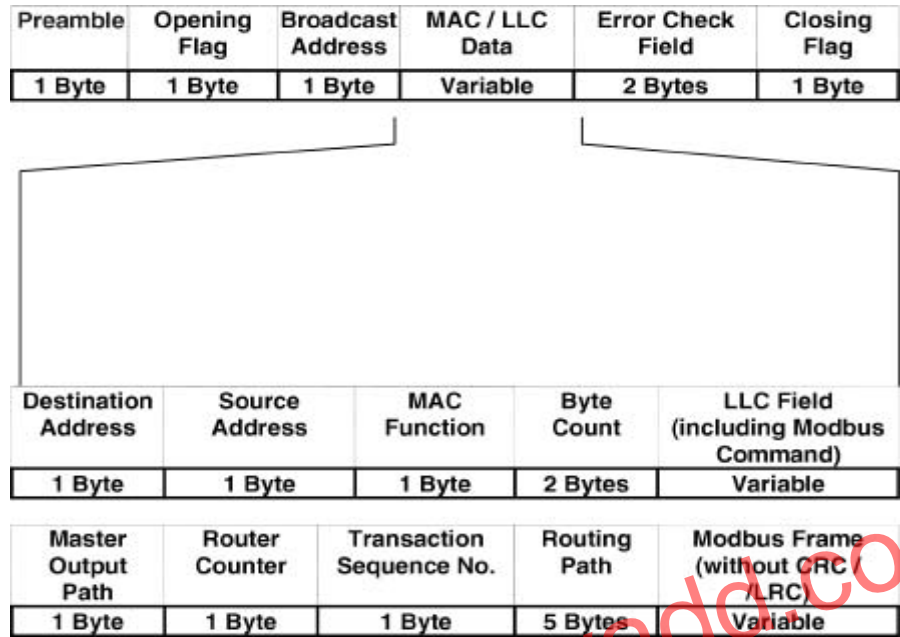 Preamble Opening Flag Broadcast Address MAC / LLC Data Error Check Field Closing Flag
1 Byte 1 Byte 1 Byte Variable 2 Bytes 1 Byte
Destination Address Source Address MAC Function Byte Count LLC Field (including Modbus Command)
1 Byte 1 Byte 1 Byte 2 Bytes Variable
Master Output Path Router Counter Transaction Sequence No. Routing Path Modbus Frame (without CRC / /LRC)
1 Byte 1 Byte 1 Byte 5 Bytes Variable